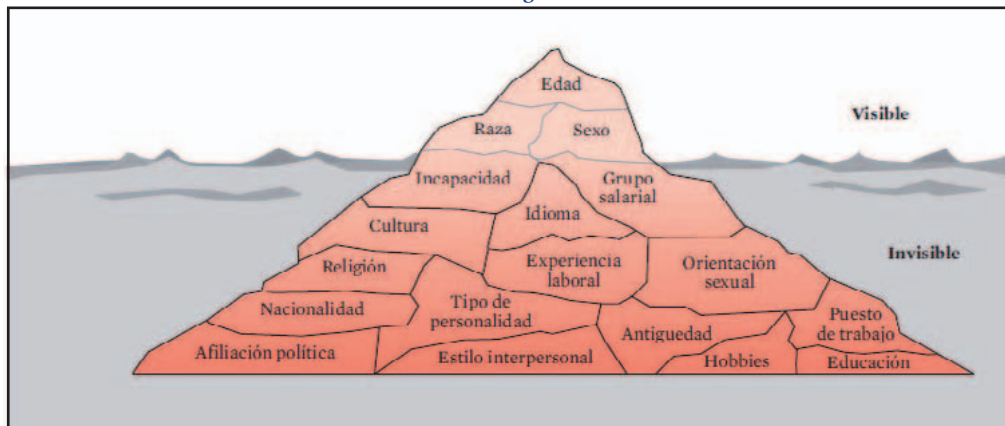 Edad
Visible
Raza
Sexo
Incapacidad
Grupo
salarial
Idioma
Cultura
Invisible
Experiencia
laboral
Orientación
sexual
Religión
Nacionalidad
Tipo de
personalidad
Puesto
de trabajo
Antiguedad
Afiliación política
Estilo interpersonal
Hobbies
Educación